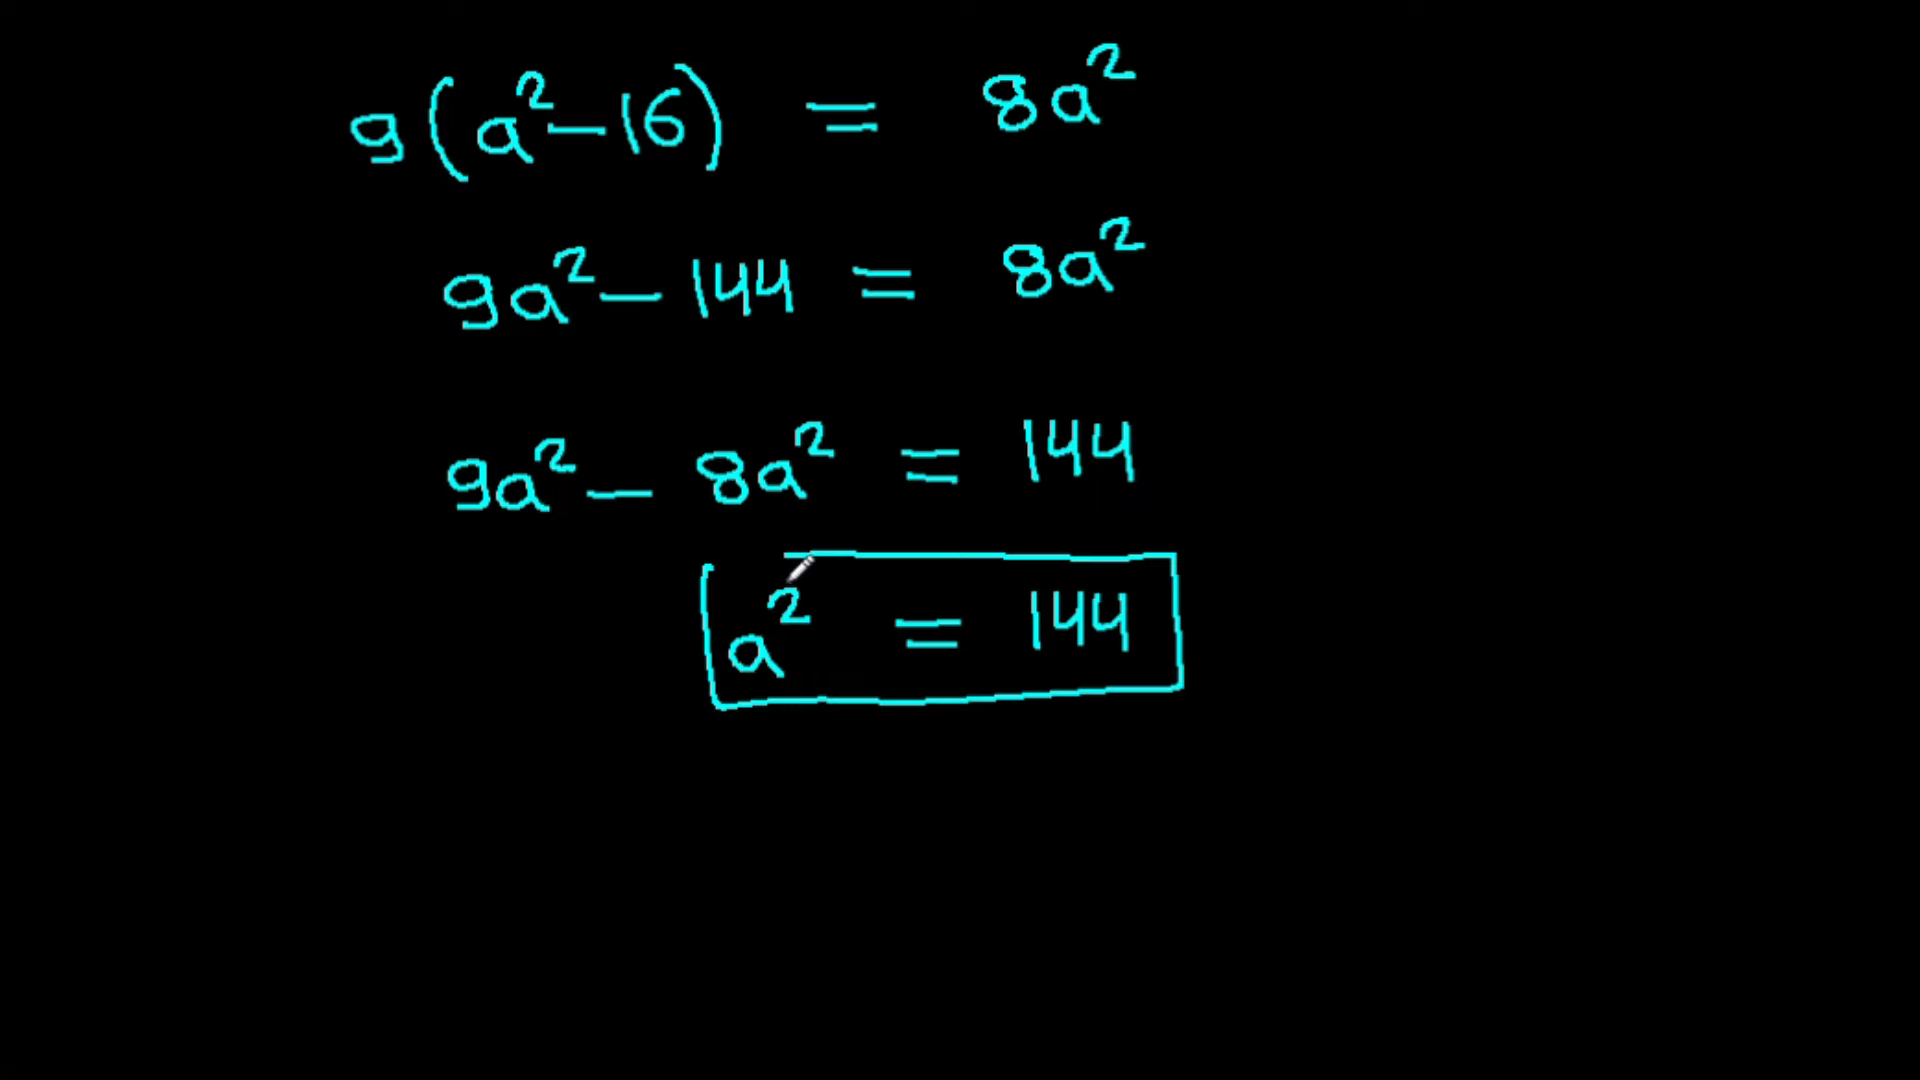 9(a²-16) = 8a²
9a² - 144 = 8a²
9a² - 8a² = 144
a² = 144